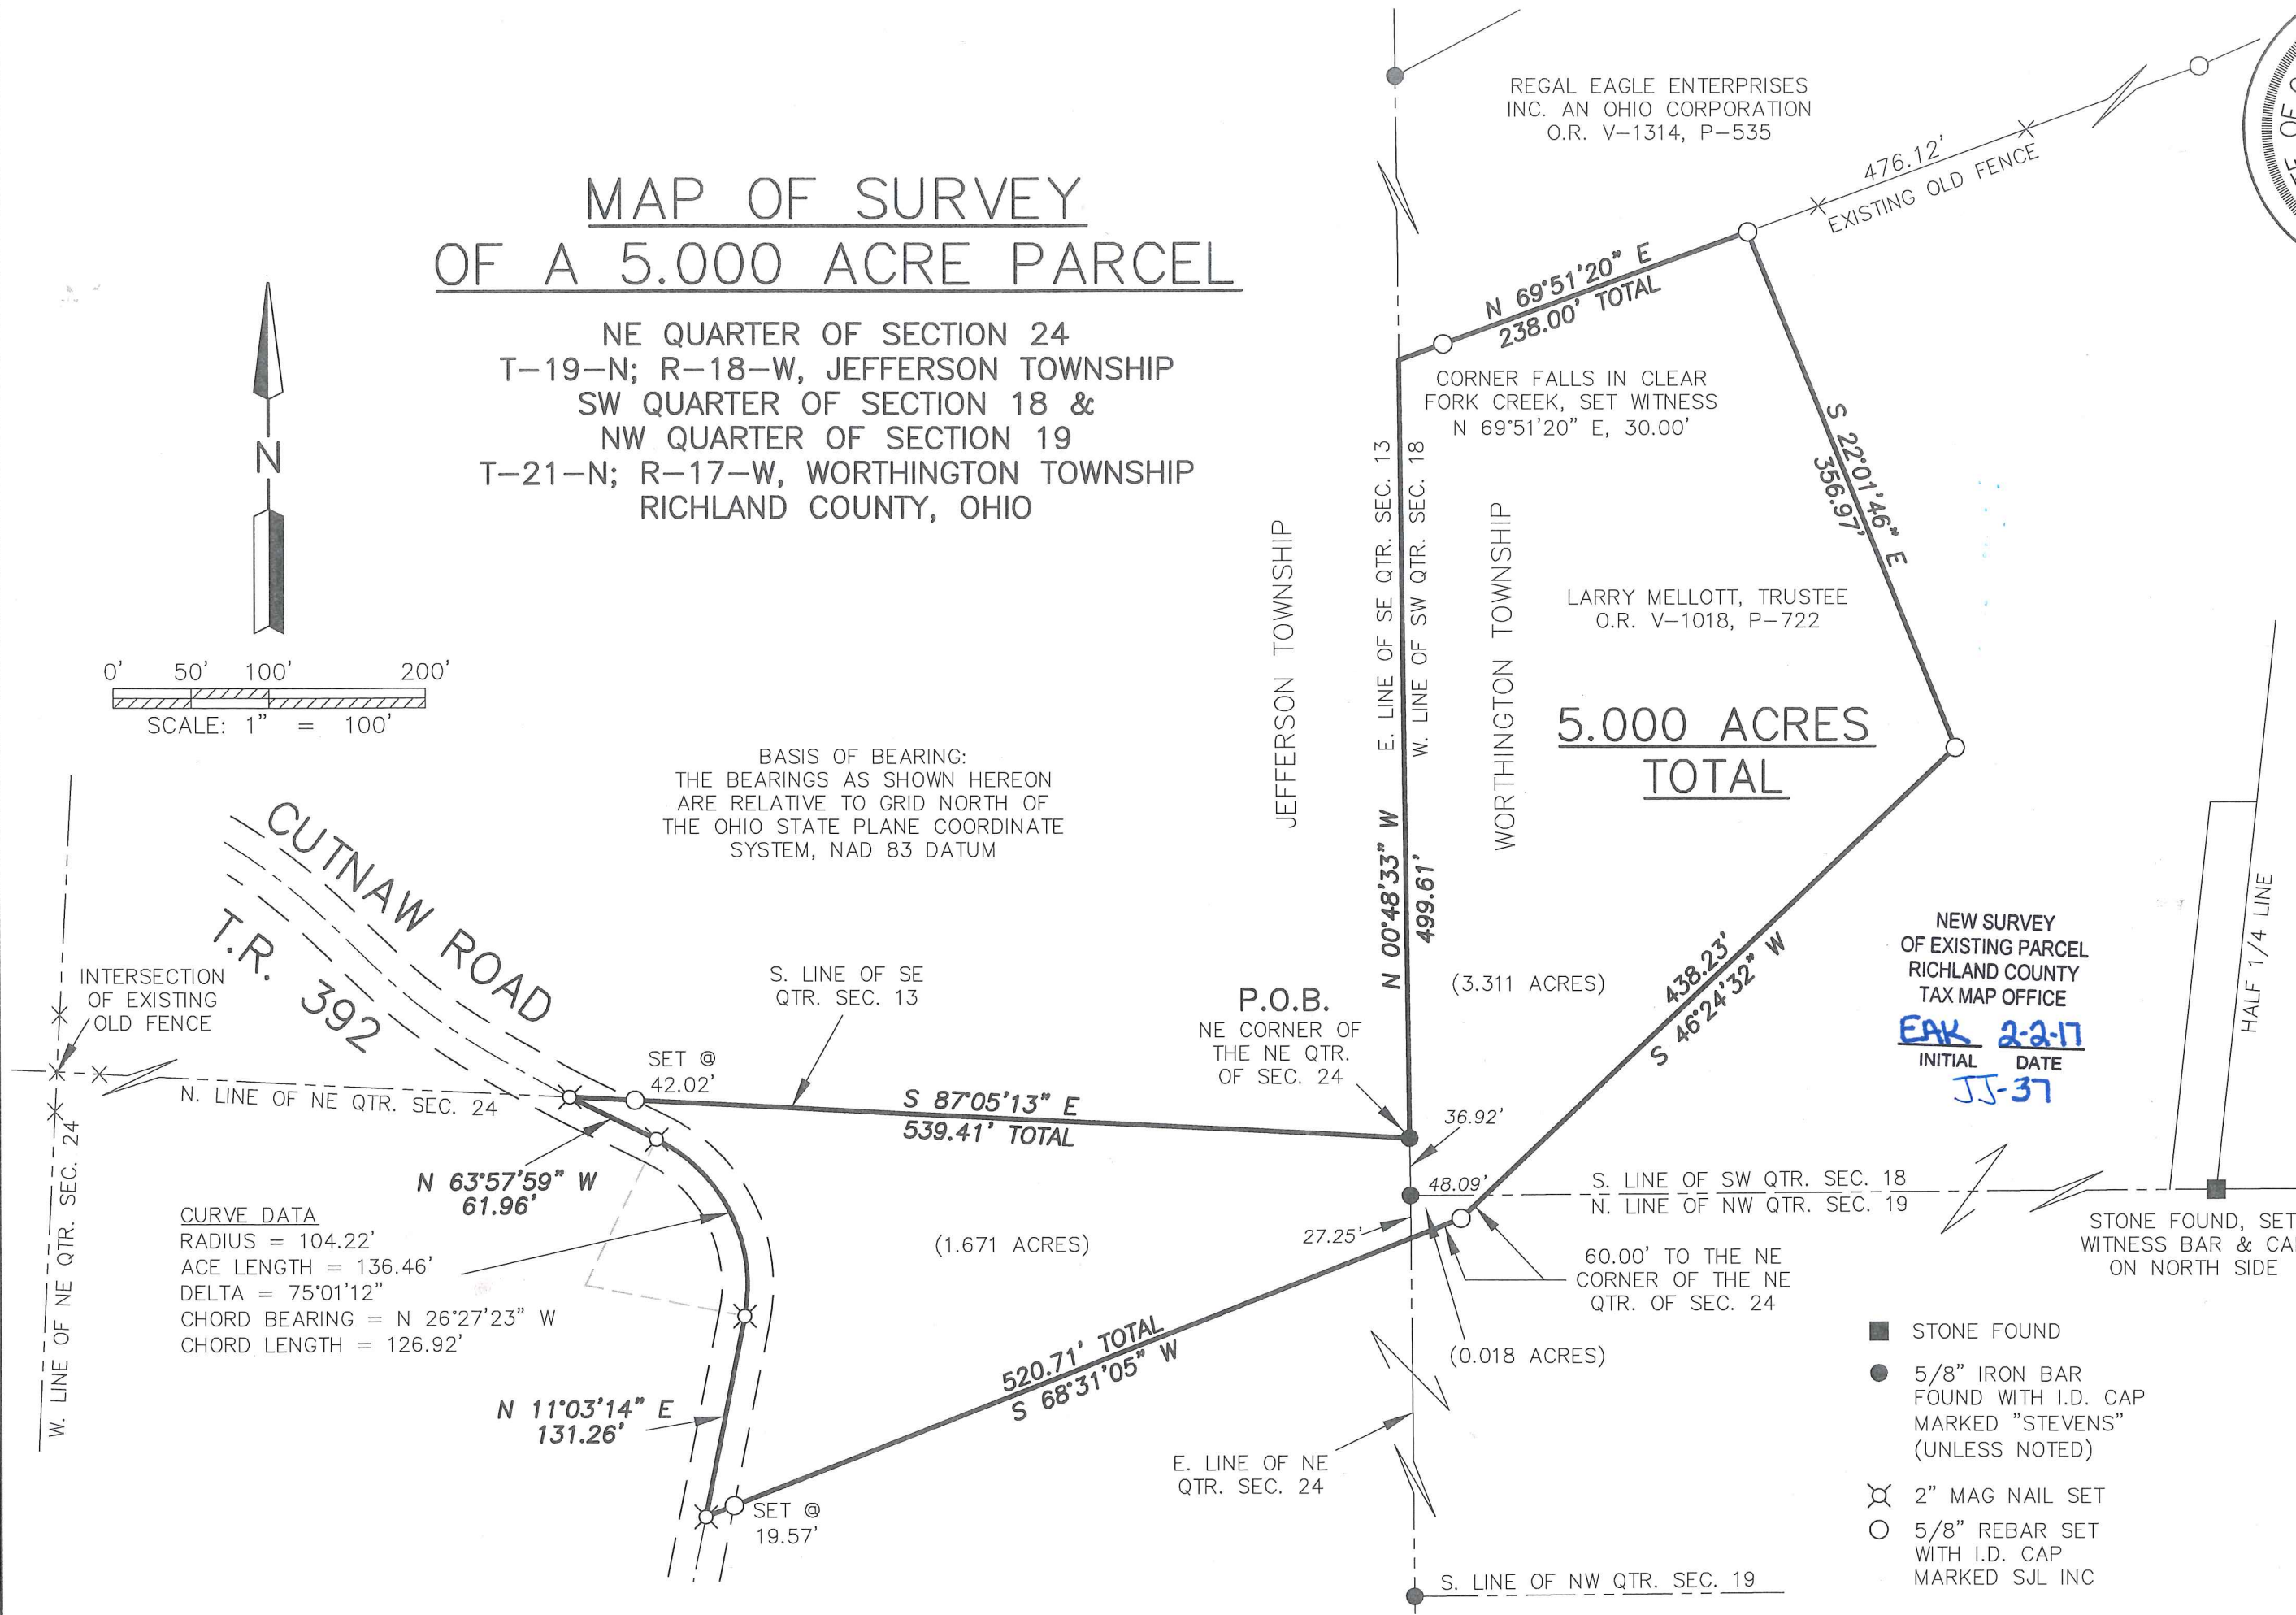 MAP OF SURVEY
OF A 5.000 ACRE PARCEL
NE QUARTER OF SECTION 24
T-19-N; R-18-W, JEFFERSON TOWNSHIP
SW QUARTER OF SECTION 18 &
NW QUARTER OF SECTION 19
T-21-N; R-17-W, WORTHINGTON TOWNSHIP
RICHLAND COUNTY, OHIO
N
0' 50' 100' 200'
SCALE: 1" = 100'
BASIS OF BEARING:
THE BEARINGS AS SHOWN HEREON
ARE RELATIVE TO GRID NORTH OF
THE OHIO STATE PLANE COORDINATE
SYSTEM, NAD 83 DATUM
REGAL EAGLE ENTERPRISES
INC. AN OHIO CORPORATION
O.R. V-1314, P-535
476.12'
EXISTING OLD FENCE
OF
N 69°51'20" E
238.00' TOTAL
CORNER FALLS IN CLEAR
FORK CREEK, SET WITNESS
N 69°51'20" E, 30.00'
S 22°01'46" E
356.97'
E. LINE OF SE QTR. SEC. 13
W. LINE OF SW QTR. SEC. 18
JEFFERSON TOWNSHIP
WORTHINGTON TOWNSHIP
LARRY MELLOTT, TRUSTEE
O.R. V-1018, P-722
5.000 ACRES
TOTAL
N 00°48'33" W
499.61'
(3.311 ACRES)
438.23'
S 46°24'32" W
NEW SURVEY
OF EXISTING PARCEL
RICHLAND COUNTY
TAX MAP OFFICE
EAK 2-2-17
INITIAL DATE
JJ-37
HALF 1/4 LINE
CUTNAW ROAD
T.R. 392
INTERSECTION
OF EXISTING
OLD FENCE
N. LINE OF NE QTR. SEC. 24
W. LINE OF NE QTR. SEC. 24
SET @
42.02'
S. LINE OF SE
QTR. SEC. 13
S 87°05'13" E
539.41' TOTAL
P.O.B.
NE CORNER OF
THE NE QTR.
OF SEC. 24
36.92'
48.09'
27.25'
S. LINE OF SW QTR. SEC. 18
N. LINE OF NW QTR. SEC. 19
60.00' TO THE NE
CORNER OF THE NE
QTR. OF SEC. 24
(0.018 ACRES)
STONE FOUND, SET
WITNESS BAR &
ON NORTH SIDE
N 63°57'59" W
61.96'
CURVE DATA
RADIUS = 104.22'
ACE LENGTH = 136.46'
DELTA = 75°01'12"
CHORD BEARING = N 26°27'23" W
CHORD LENGTH = 126.92'
(1.671 ACRES)
N 11°03'14" E
131.26'
520.71' TOTAL
S 68°31'05" W
SET @
19.57'
E. LINE OF NE
QTR. SEC. 24
S. LINE OF NW QTR. SEC. 19
STONE FOUND
5/8" IRON BAR
FOUND WITH I.D. CAP
MARKED "STEVENS"
(UNLESS NOTED)
2" MAG NAIL SET
5/8" REBAR SET
WITH I.D. CAP
MARKED SJL INC